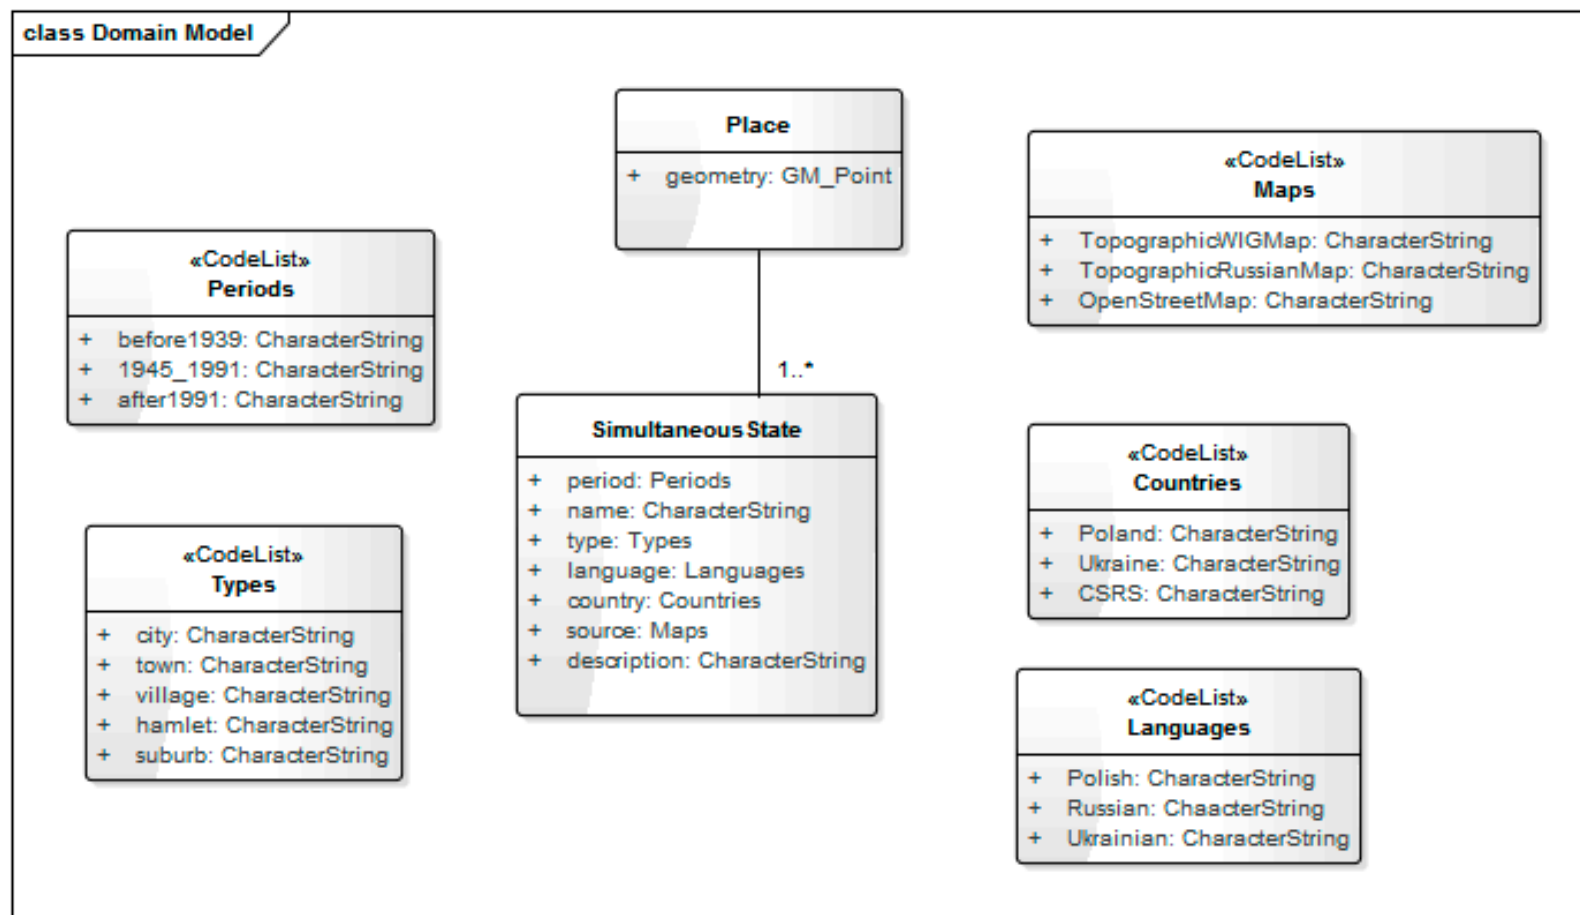 class Domain Model
Place
+ geometry: GM_Point
1..*
«CodeList»
Periods
+ before1939: CharacterString
+ 1945_1991: CharacterString
+ after1991: CharacterString
«CodeList»
Types
+ city: CharacterString
+ town: CharacterString
+ village: CharacterString
+ hamlet: CharacterString
+ suburb: CharacterString
SimultaneousState
+ period: Periods
+ name: CharacterString
+ type: Types
+ language: Languages
+ country: Countries
+ source: Maps
+ description: CharacterString
«CodeList»
Maps
+ TopographicWIGMap: CharacterString
+ TopographicRussianMap: CharacterString
+ OpenStreetMap: CharacterString
«CodeList»
Countries
+ Poland: CharacterString
+ Ukraine: CharacterString
+ CSRS: CharacterString
«CodeList»
Languages
+ Polish: CharacterString
+ Russian: ChaacterString
+ Ukrainian: CharacterString